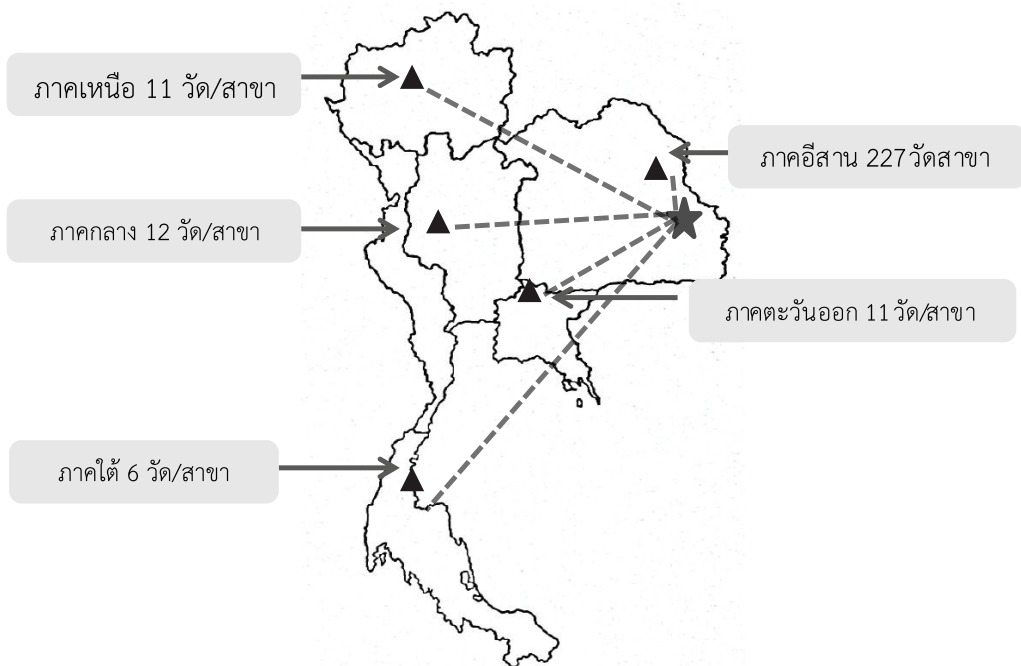 ภาคเหนือ 11 วัด/สาขา
ภาคอีสาน 227วัดสาขา
ภาคกลาง 12 วัด/สาขา
ภาคตะวันออก 11วัด/สาขา
ภาคใต้ 6 วัด/สาขา